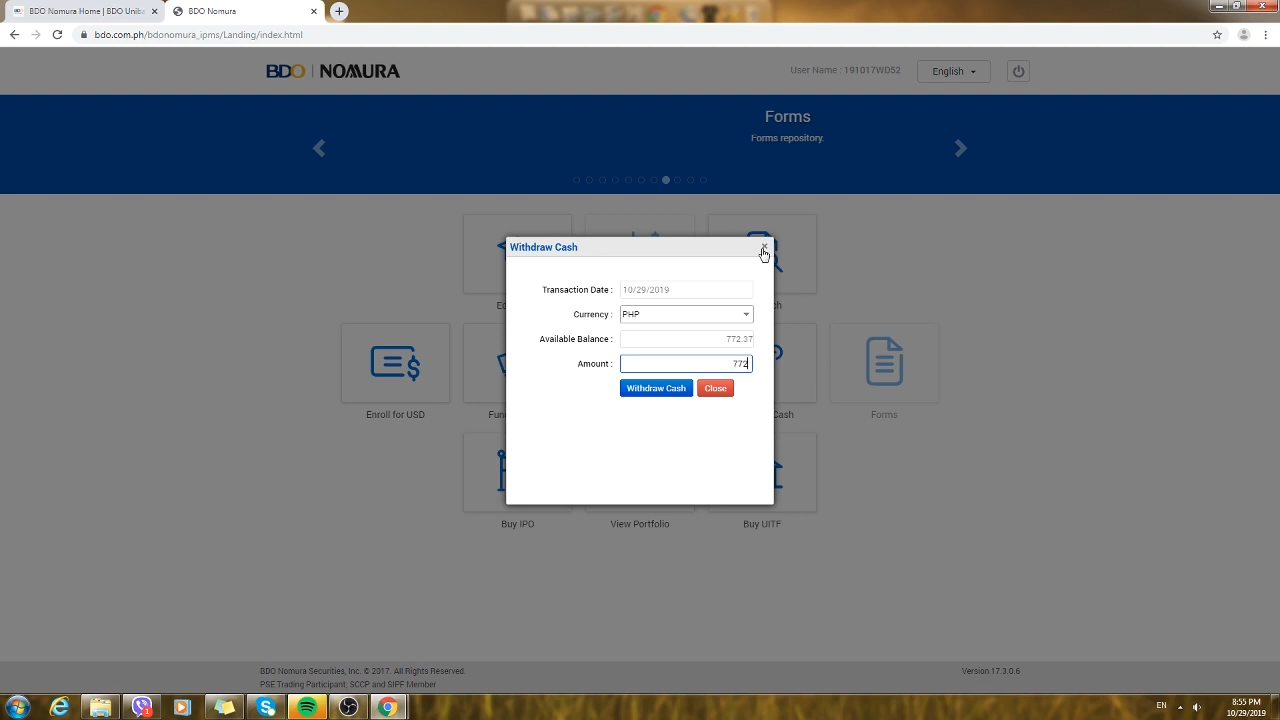 BDO Nomura Home | BDO Uniba
BDO Nomura
bdo.com.ph/bdonomura_ipms/Landing/index.html
BDO | NOMURA
User Name : 191017WD52
English
Forms
Forms repository.
Withdraw Cash
Transaction Date :
10/29/2019
Currency :
PHP
Available Balance :
772.37
Amount :
772
Withdraw Cash
Close
Enroll for USD
Cash
Forms
Buy IPO
View Portfolio
Buy UITF
BDO Nomura Securities, Inc. © 2017. All Rights Reserved.
Version 17.3.0.6
PSE Trading Participant; SCCP and SIPF Member
EN
8:55 PM
10/29/2019